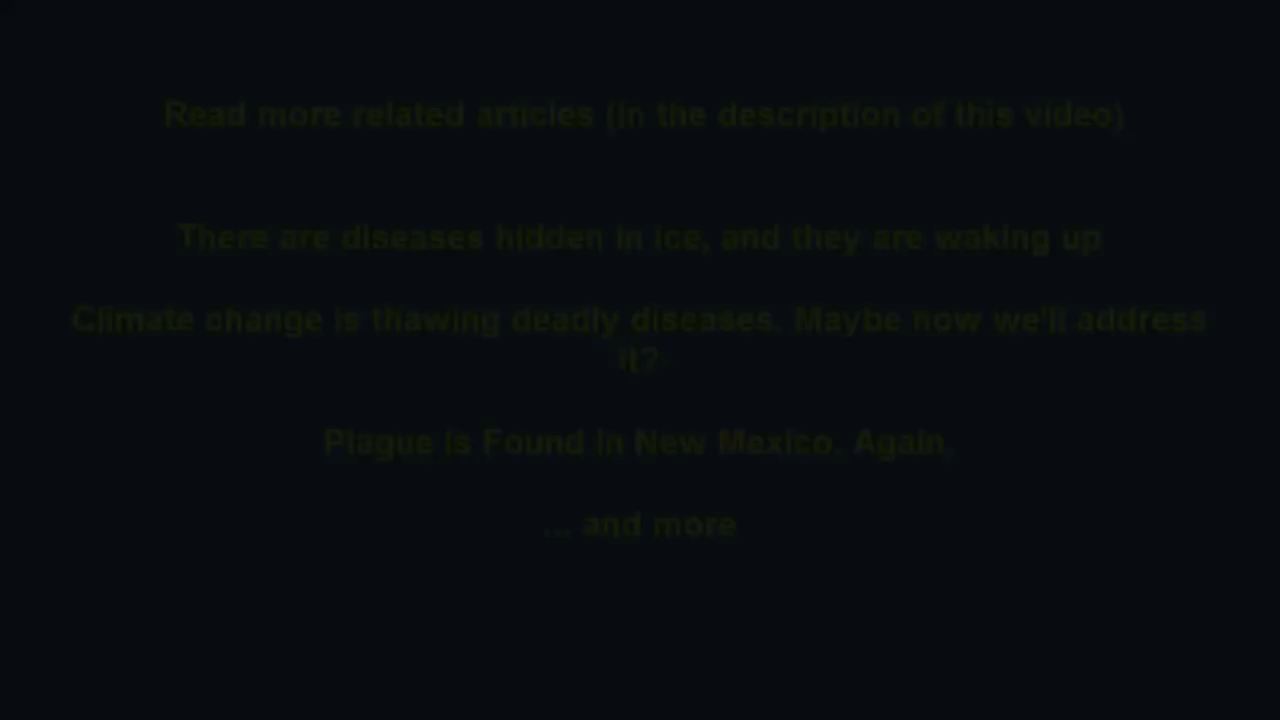 Read more related articles (in the description of this video)
There are diseases hidden in ice, and they are waking up
Climate change is thawing deadly diseases. Maybe now we'll address
it?
Plague is Found in New Mexico. Again.
... and more